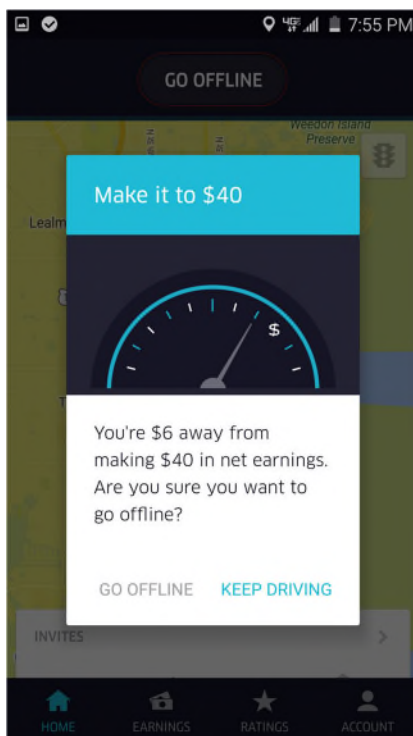 4G 7:55 PM
GO OFFLINE
Weedon Island
Preserve
Make it to $40
$
You're $6 away from
making $40 in net earnings.
Are you sure you want to
go offline?
GO OFFLINE KEEP DRIVING
INVITES
HOME EARNINGS RATINGS ACCOUNT